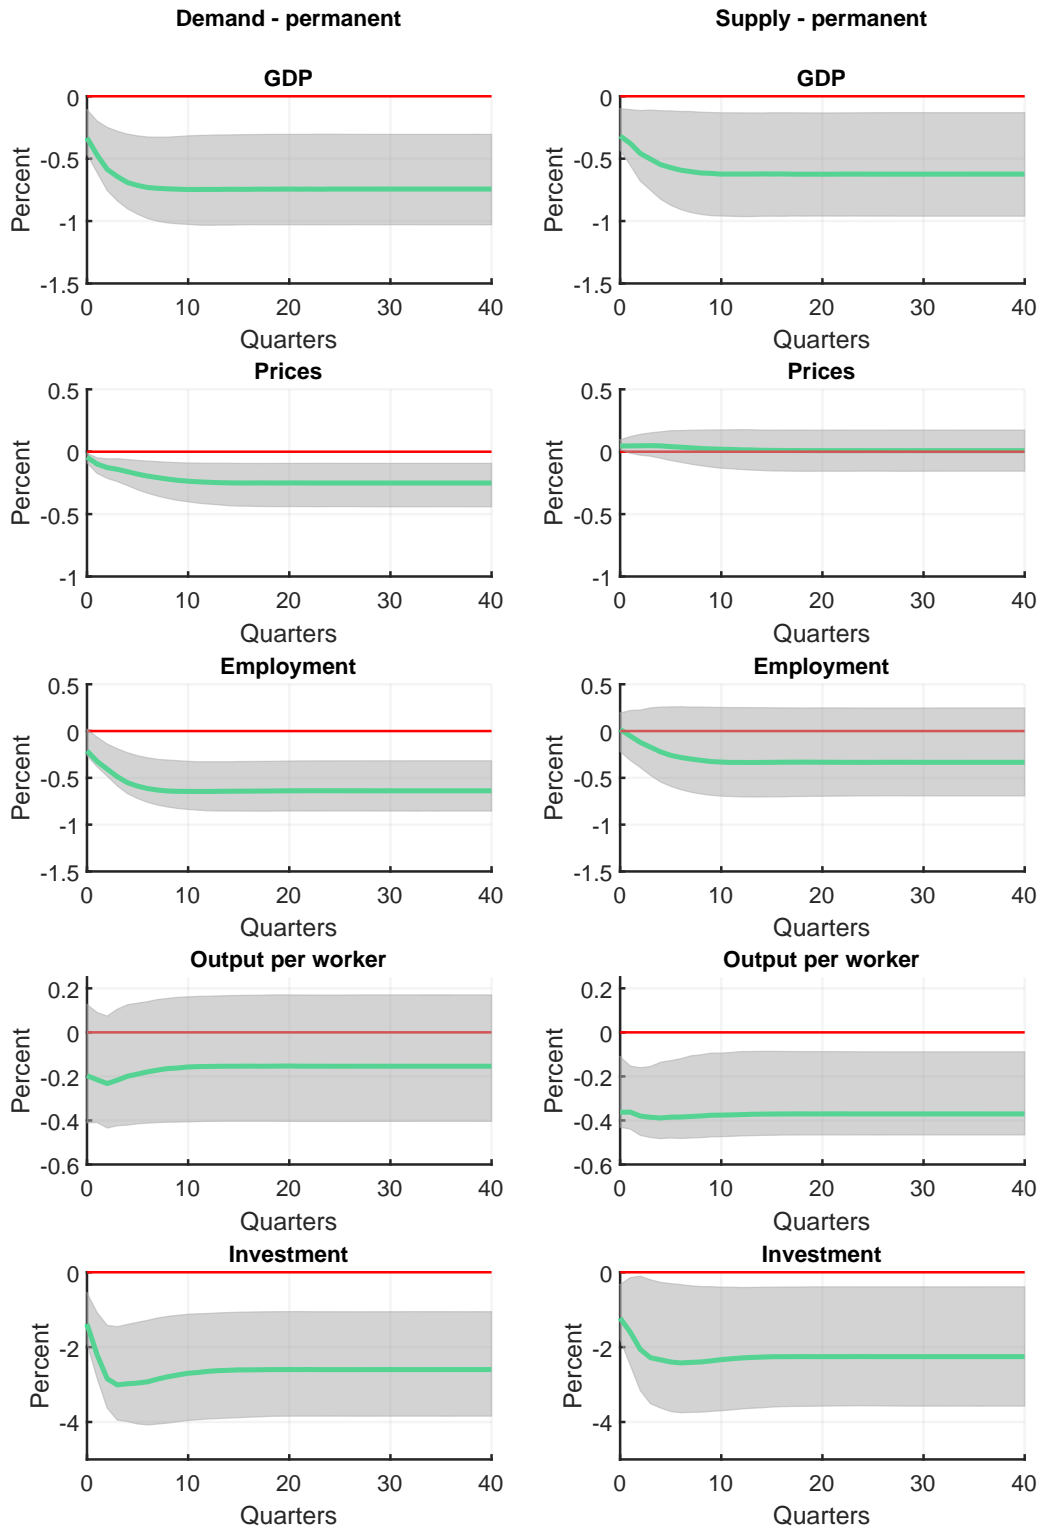 Demand - permanent
Supply - permanent
GDP
0
-0.5
-1
-1.5
Percent
0 10 20 30 40
Quarters
GDP
0
-0.5
-1
-1.5
Percent
0 10 20 30 40
Quarters
Prices
0.5
0
-0.5
-1
Percent
0 10 20 30 40
Quarters
Prices
0.5
0
-0.5
-1
Percent
0 10 20 30 40
Quarters
Employment
0.5
0
-0.5
-1
-1.5
Percent
0 10 20 30 40
Quarters
Employment
0.5
0
-0.5
-1
-1.5
Percent
0 10 20 30 40
Quarters
Output per worker
0.2
0
-0.2
-0.4
-0.6
Percent
0 10 20 30 40
Quarters
Output per worker
0.2
0
-0.2
-0.4
-0.6
Percent
0 10 20 30 40
Quarters
Investment
0
-2
-4
Percent
0 10 20 30 40
Quarters
Investment
0
-2
-4
Percent
0 10 20 30 40
Quarters